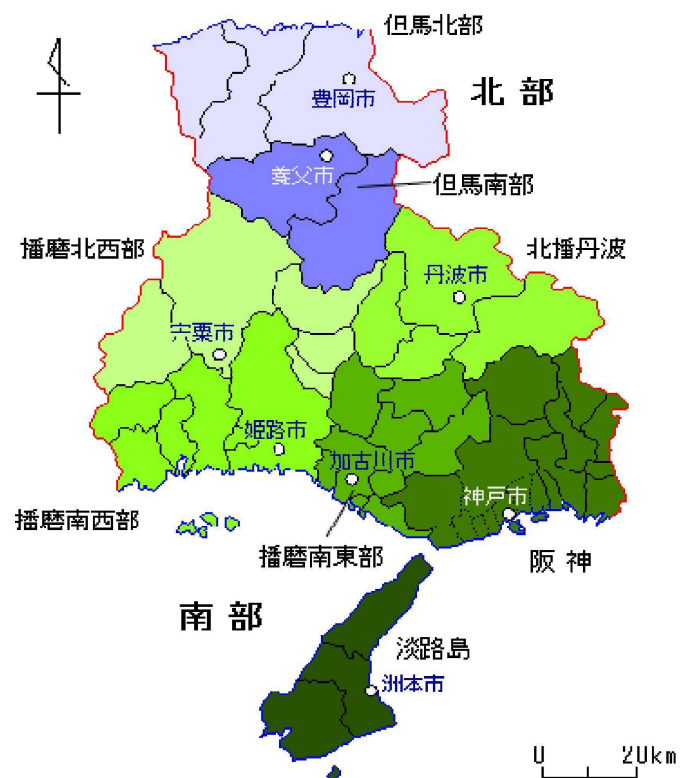 但馬北部
豊岡市
北部
養父市
但馬南部
播磨北西部
北播丹波
丹波市
宍粟市
姫路市
加古川市
神戸市
播磨南西部
播磨南東部
阪神
南部
淡路島
洲本市
0 20km